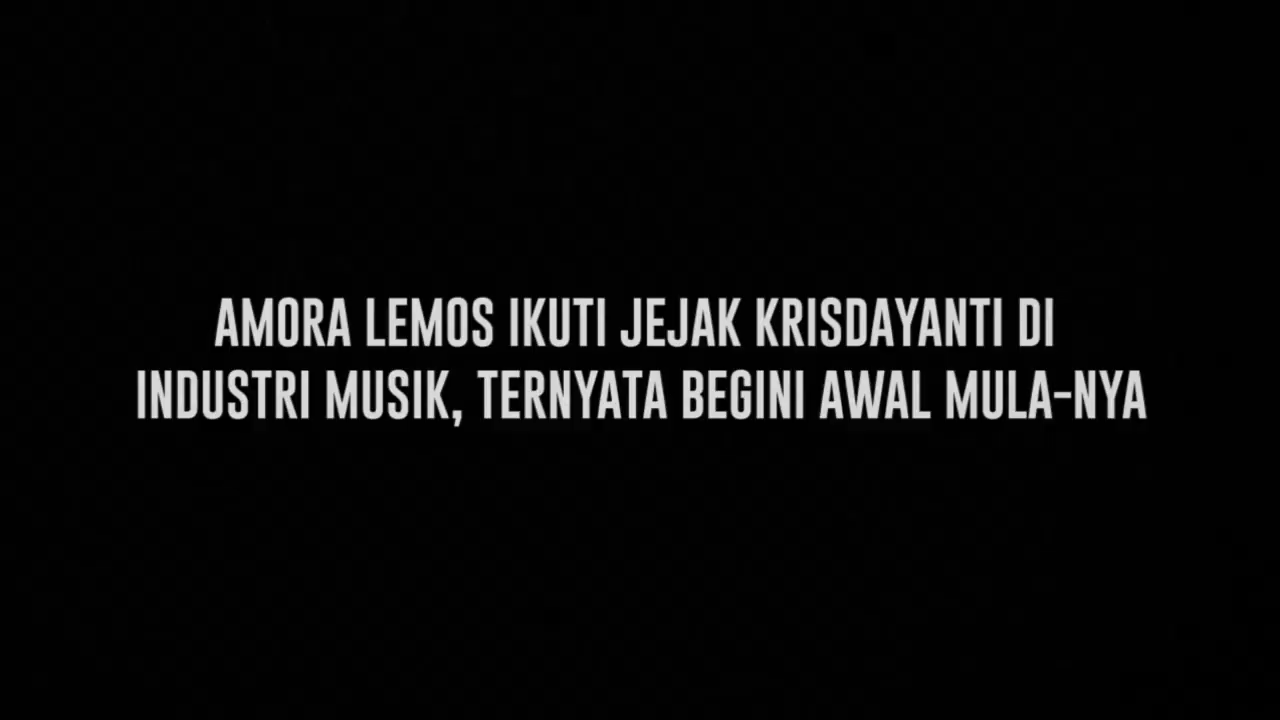 AMORA LEMOS IKUTI JEJAK KRISDAYANTI DI
INDUSTRI MUSIK, TERNYATA BEGINI AWAL MULA-NYA